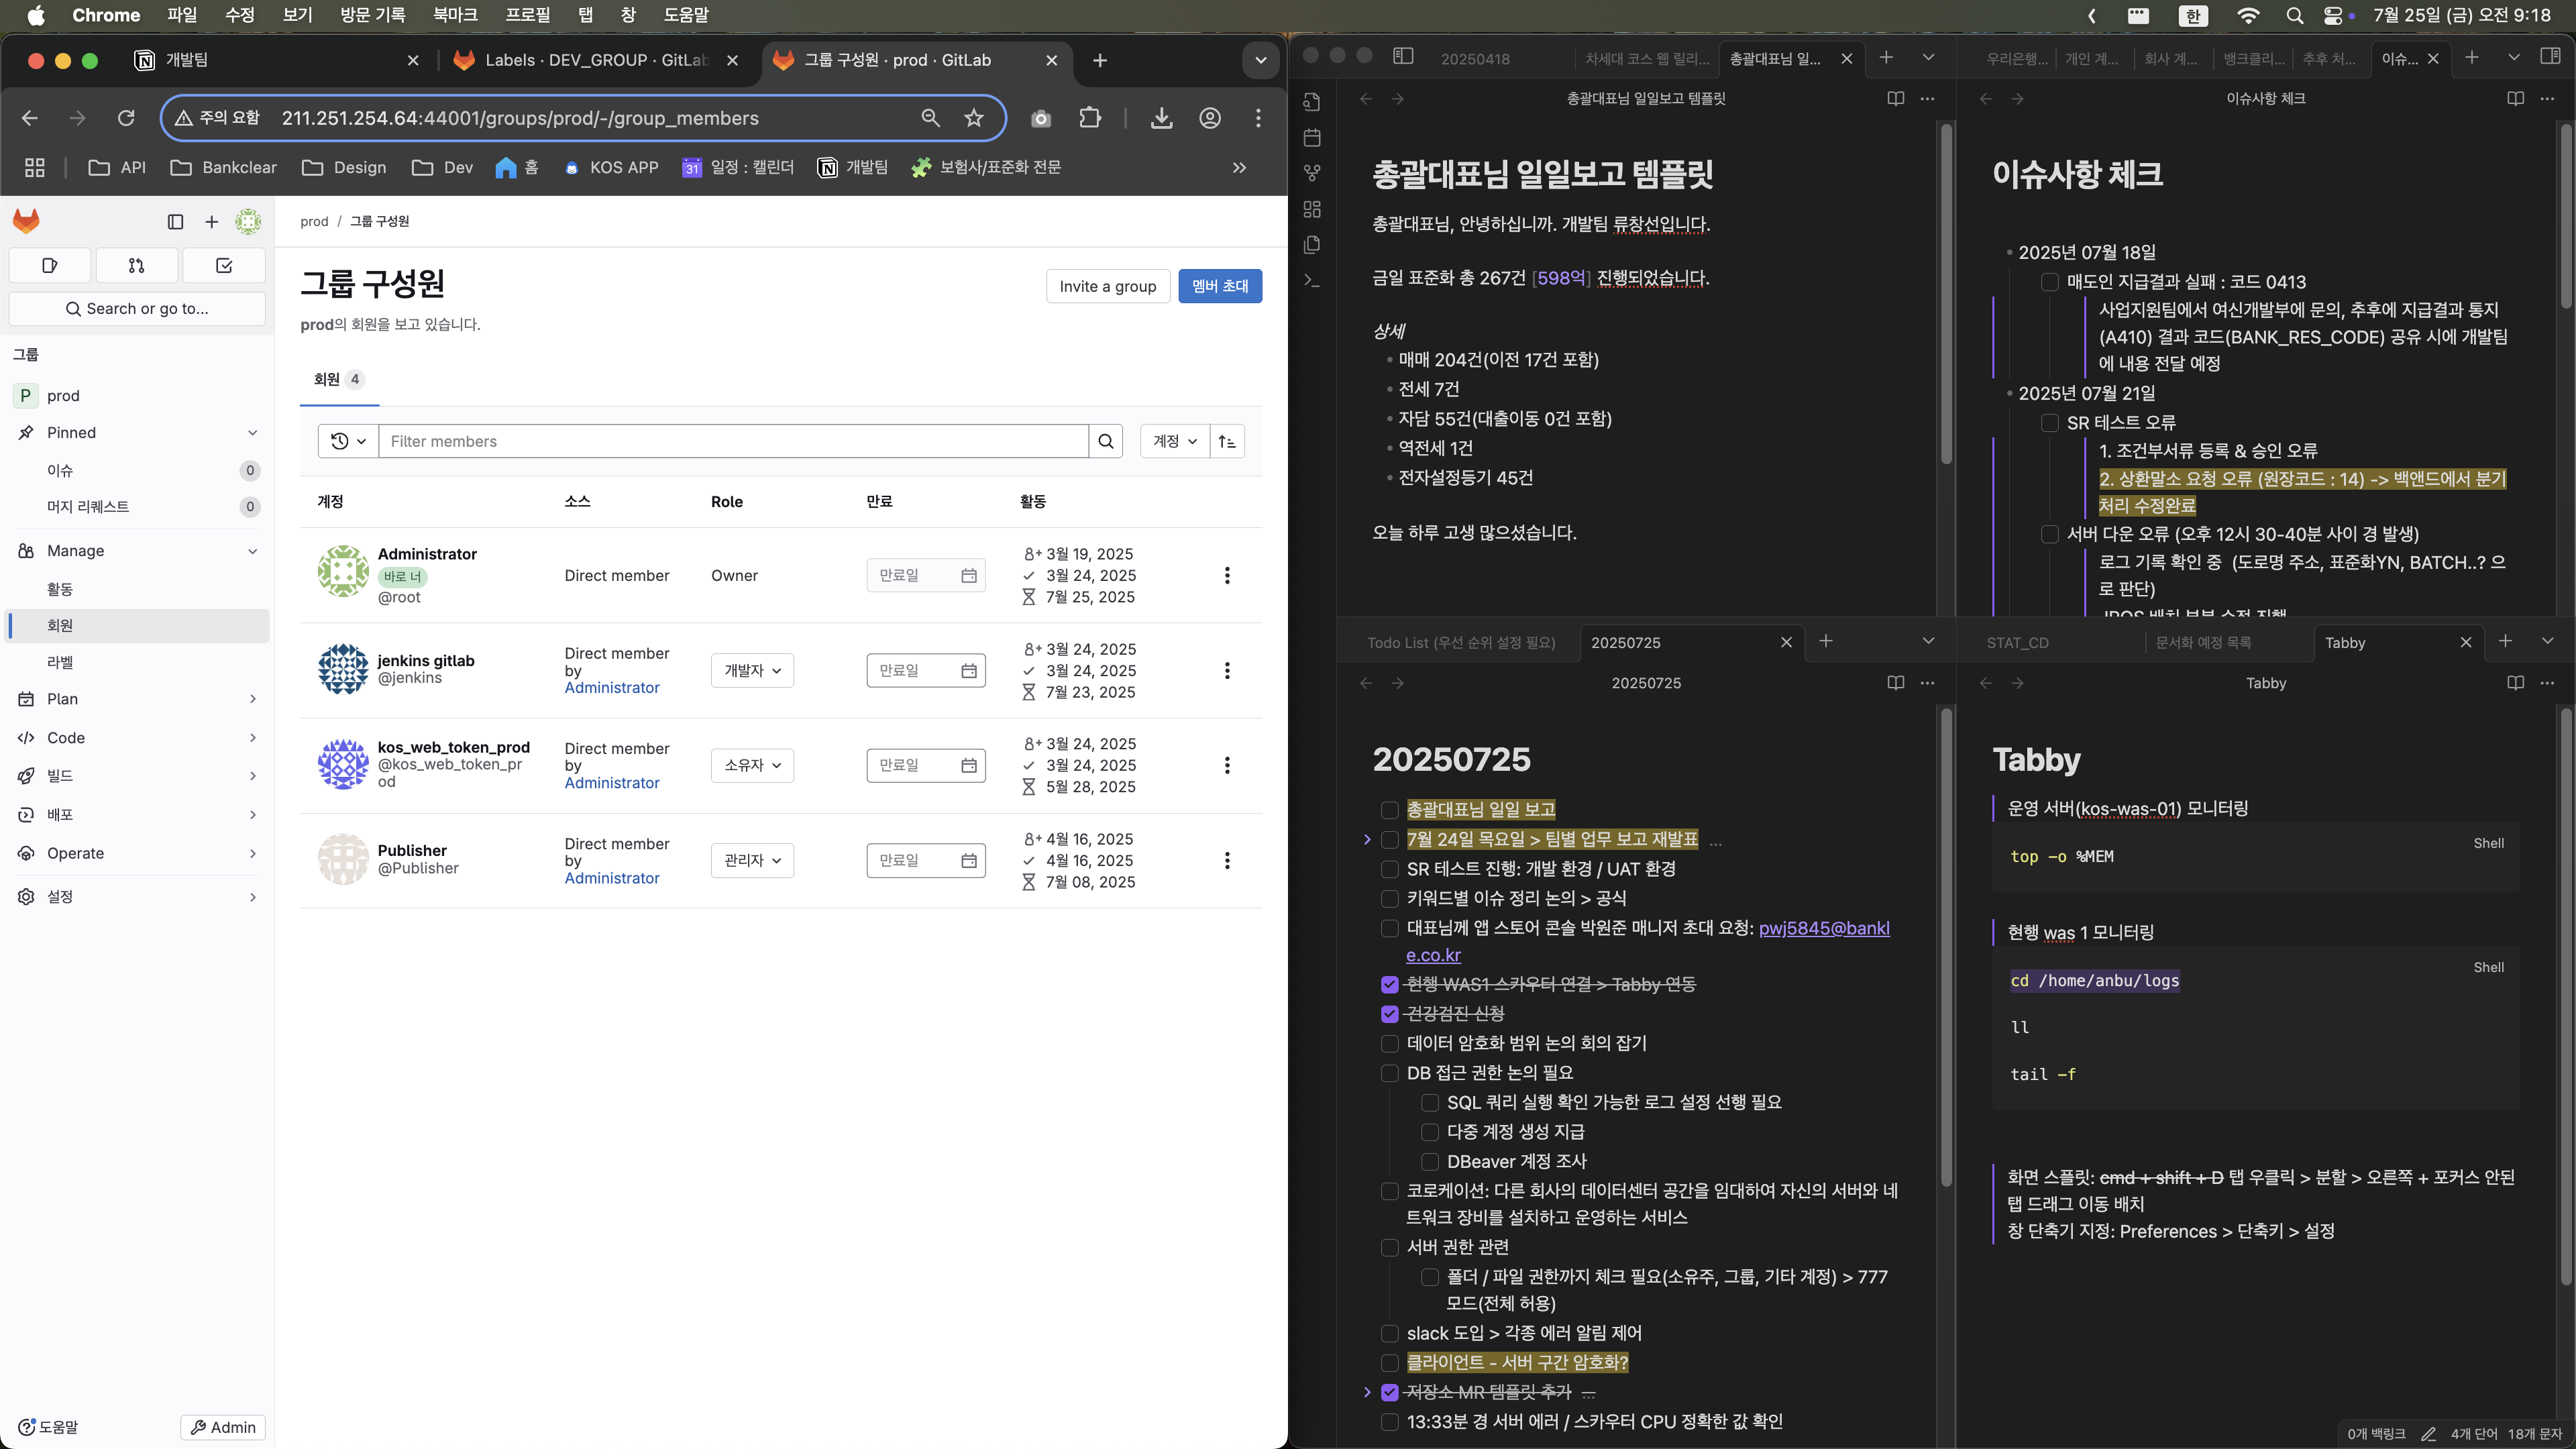 Chrome 파일 수정 보기 방문 기록 북마크 프로필 탭 창 도움말
한 7월 25일 (금) 오전 9:18
개발팀
Labels · DEV_GROUP · GitLab
그룹 구성원 · prod · GitLab
주의 요함 211.251.254.64:44001/groups/prod/-/group_members
API Bankclear Design Dev 홈 KOS APP 31 일정 : 캘린더 개발팀 보험사/표준화 전문
Search or go to...
그룹
P prod
Pinned
이슈 0
머지 리퀘스트 0
Manage
활동
회원
라벨
Plan
Code
빌드
배포
Operate
설정
도움말
Admin
prod / 그룹 구성원
그룹 구성원
Invite a group 멤버 초대
prod의 회원을 보고 있습니다.
회원 4
Filter members
계정
계정 소스 Role 만료 활동
Administrator
바로 너
@root
Direct member
Owner
만료일
3월 19, 2025
3월 24, 2025
7월 25, 2025
jenkins gitlab
@jenkins
Direct member
by
Administrator
개발자
만료일
3월 24, 2025
3월 24, 2025
7월 23, 2025
kos_web_token_prod
@kos_web_token_pr
od
Direct member
by
Administrator
소유자
만료일
3월 24, 2025
3월 24, 2025
5월 28, 2025
Publisher
@Publisher
Direct member
by
Administrator
관리자
만료일
4월 16, 2025
4월 16, 2025
7월 08, 2025
20250418
차세대 코스 웹 릴리...
총괄대표님 일...
총괄대표님 일일보고 템플릿
총괄대표님 일일보고 템플릿
총괄대표님, 안녕하십니까. 개발팀 류창선입니다.
금일 표준화 총 267건 [598억] 진행되었습니다.
상세
매매 204건(이전 17건 포함)
전세 7건
자담 55건(대출이동 0건 포함)
역전세 1건
전자설정등기 45건
오늘 하루 고생 많으셨습니다.
우리은행...
개인 계...
회사 계...
뱅크클리...
추후 처...
이슈...
이슈사항 체크
이슈사항 체크
2025년 07월 18일
매도인 지급결과 실패 : 코드 0413
사업지원팀에서 여신개발부에 문의, 추후에 지급결과 통지
(A410) 결과 코드(BANK_RES_CODE) 공유 시에 개발팀
에 내용 전달 예정
2025년 07월 21일
SR 테스트 오류
1. 조건부서류 등록 & 승인 오류
2. 상환말소 요청 오류 (원장코드 : 14) -> 백앤드에서 분기
처리 수정완료
서버 다운 오류 (오후 12시 30-40분 사이 경 발생)
로그 기록 확인 중 (도로명 주소, 표준화YN, BATCH..? 으
로 판단)
Todo List (우선 순위 설정 필요)
20250725
20250725
20250725
총괄대표님 일일 보고
7월 24일 목요일 > 팀별 업무 보고 재발표 ...
SR 테스트 진행: 개발 환경 / UAT 환경
키워드별 이슈 정리 논의 > 공식
대표님께 앱 스토어 콘솔 박원준 매니저 초대 요청: pwj5845@bankl
e.co.kr
현행 WAS1 스카우터 연결 > Tabby 연동
건강검진 신청
데이터 암호화 범위 논의 회의 잡기
DB 접근 권한 논의 필요
SQL 쿼리 실행 확인 가능한 로그 설정 선행 필요
다중 계정 생성 지급
DBeaver 계정 조사
코로케이션: 다른 회사의 데이터센터 공간을 임대하여 자신의 서버와 네
트워크 장비를 설치하고 운영하는 서비스
서버 권한 관련
폴더 / 파일 권한까지 체크 필요(소유주, 그룹, 기타 계정) > 777
모드(전체 허용)
slack 도입 > 각종 에러 알림 제어
클라이언트 - 서버 구간 암호화?
저장소 MR 템플릿 추가 ...
13:33분 경 서버 에러 / 스카우터 CPU 정확한 값 확인
STAT_CD
문서화 예정 목록
Tabby
Tabby
Tabby
운영 서버(kos-was-01) 모니터링
Shell
top -o %MEM
현행 was 1 모니터링
Shell
cd /home/anbu/logs
ll
tail -f
화면 스플릿: cmd + shift + D 탭 우클릭 > 분할 > 오른쪽 + 포커스 안된
탭 드래그 이동 배치
창 단축기 지정: Preferences > 단축키 > 설정
0개 백링크 4개 단어 18개 문자